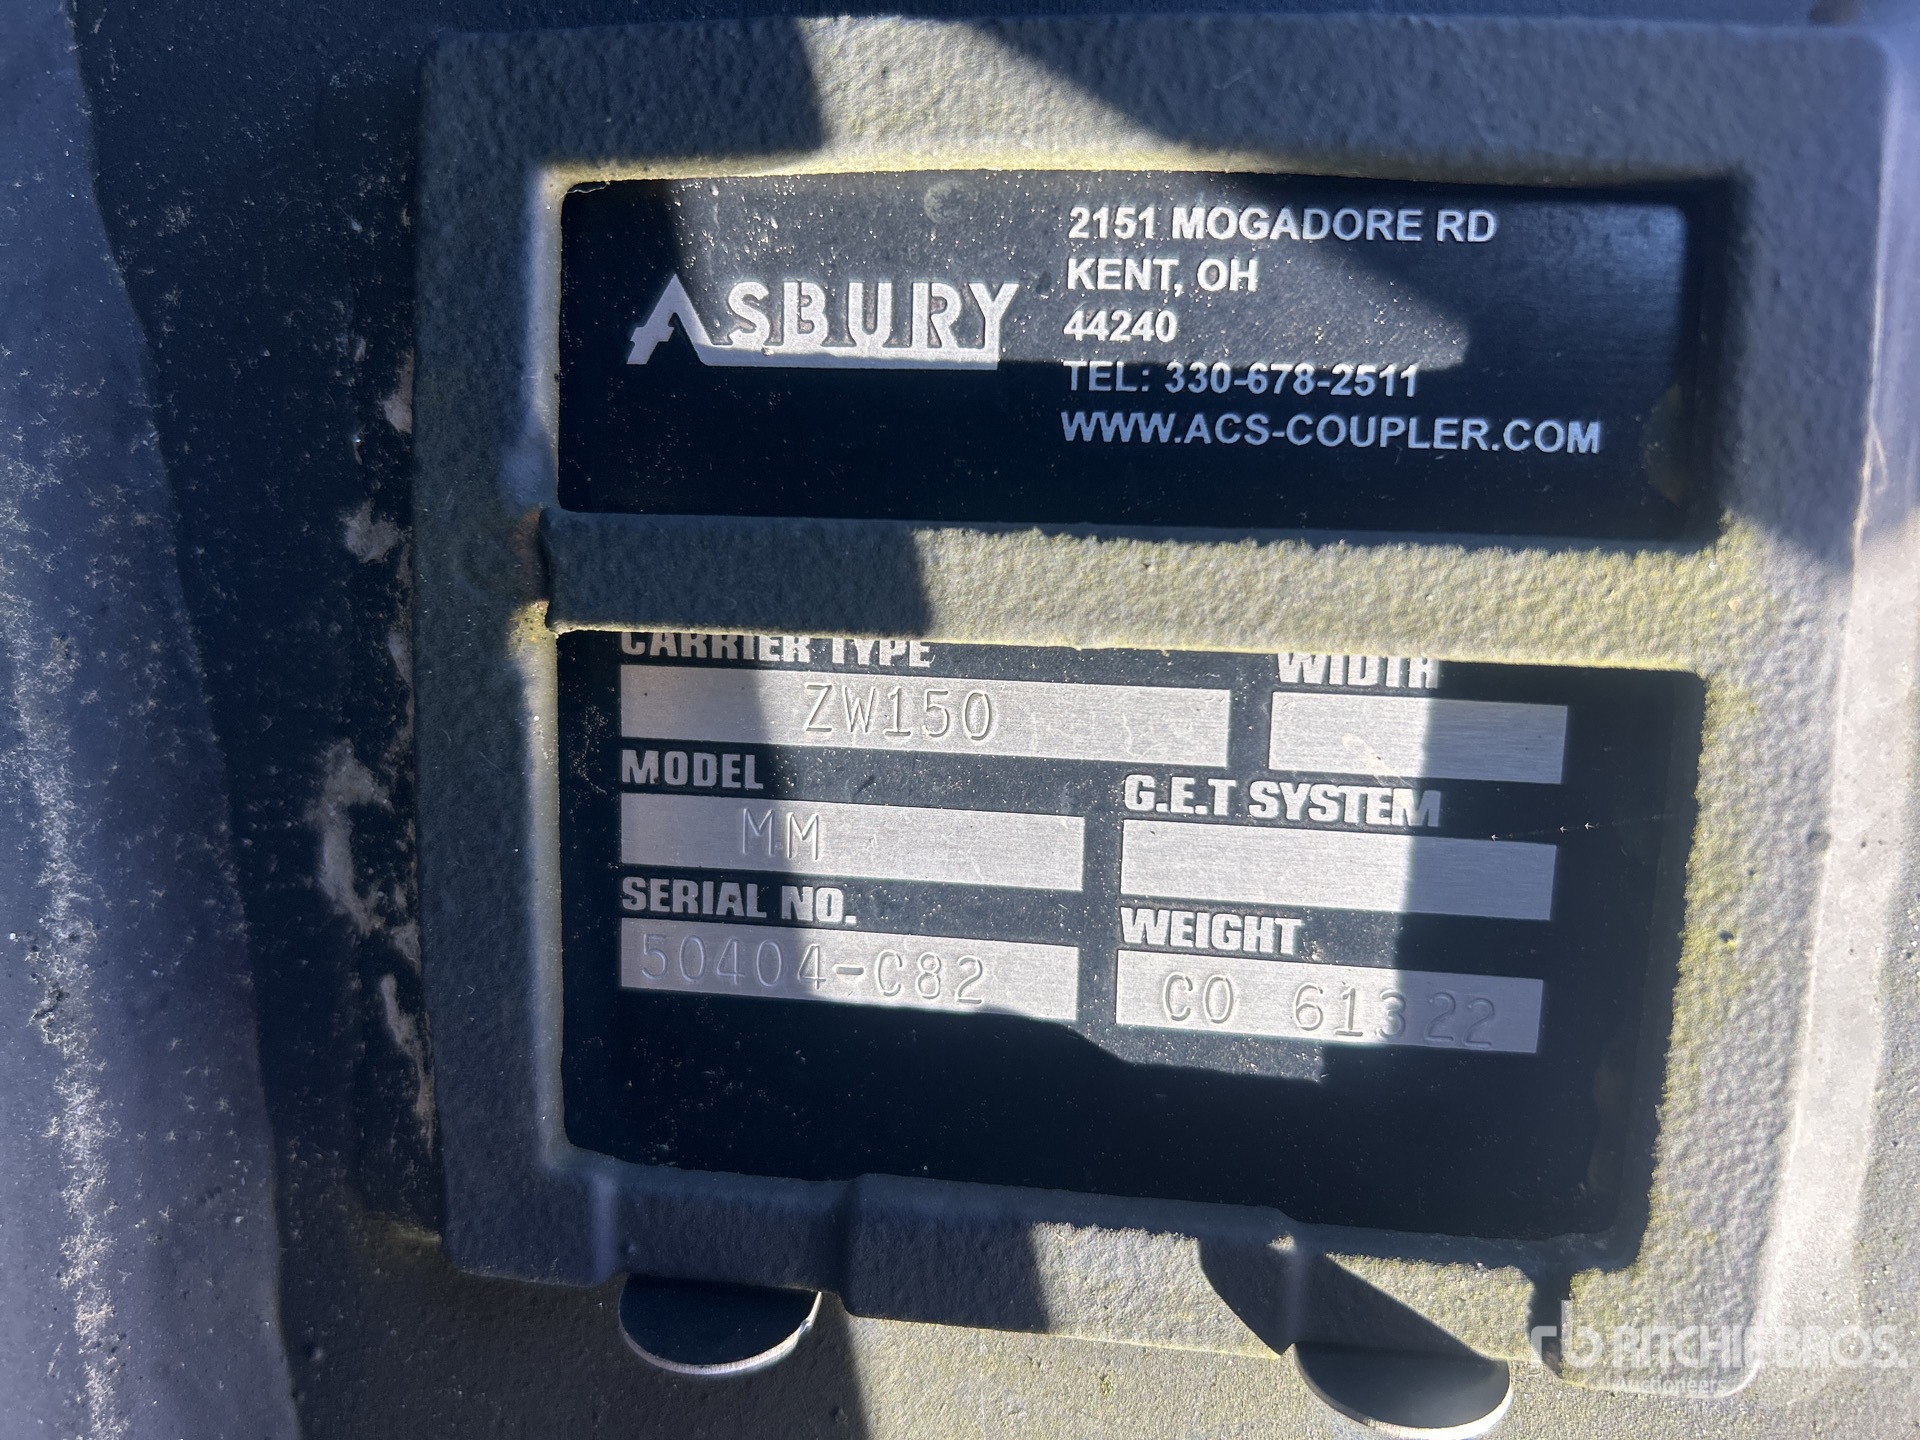 ASBURY
2151 MOGADORE RD
KENT, OH
44240
TEL: 330-678-2511
WWW.ACS-COUPLER.COM
CARRIER TYPE
WIDTH
ZW150
MODEL
G.E.T SYSTEM
MM
SERIAL NO.
WEIGHT
50404-C82
CO 61322
RITCHIE BROS.
Auctioneers